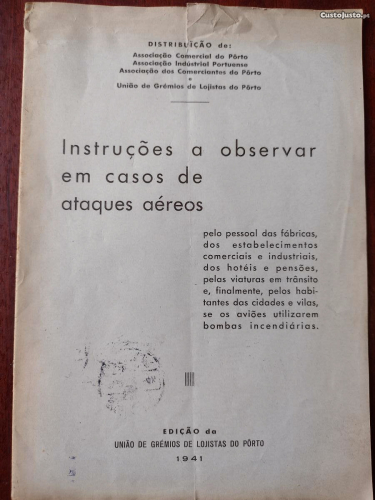 CustoJusto.pt
DISTRIBUIÇÃO de:
Associação Comercial do Pôrto
Associação Indústrial Portuense
Associação dos Comerciantes do Pôrto
e
União de Grémios de Lojistas do Pôrto
Instruções a observar
em casos de
ataques aéreos
pelo pessoal das fábricas,
dos estabelecimentos
comerciais e industriais,
dos hotéis e pensões,
pelas viaturas em trânsito
e, finalmente, pelos habi-
tantes das cidades e vilas,
se os aviões utilizarem
bombas incendiárias.
EDIÇÃO da
UNIÃO DE GRÉMIOS DE LOJISTAS DO PÔRTO
1941